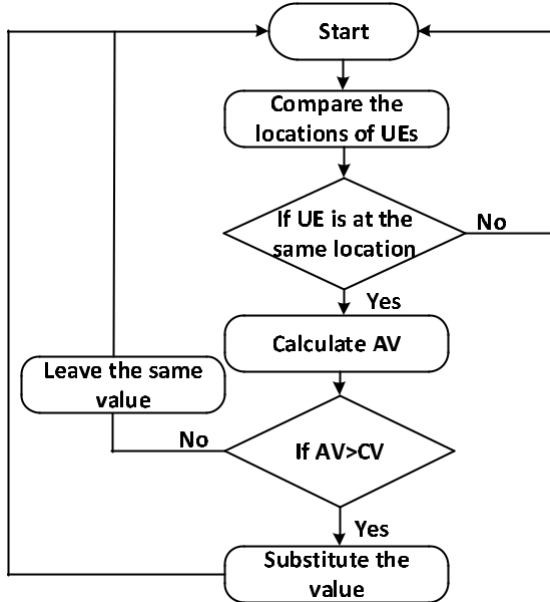 Start
Compare the
locations of UEs
If UE is at the
same location
No
Yes
Calculate AV
Leave the same
value
No
If AV>CV
Yes
Substitute the
value